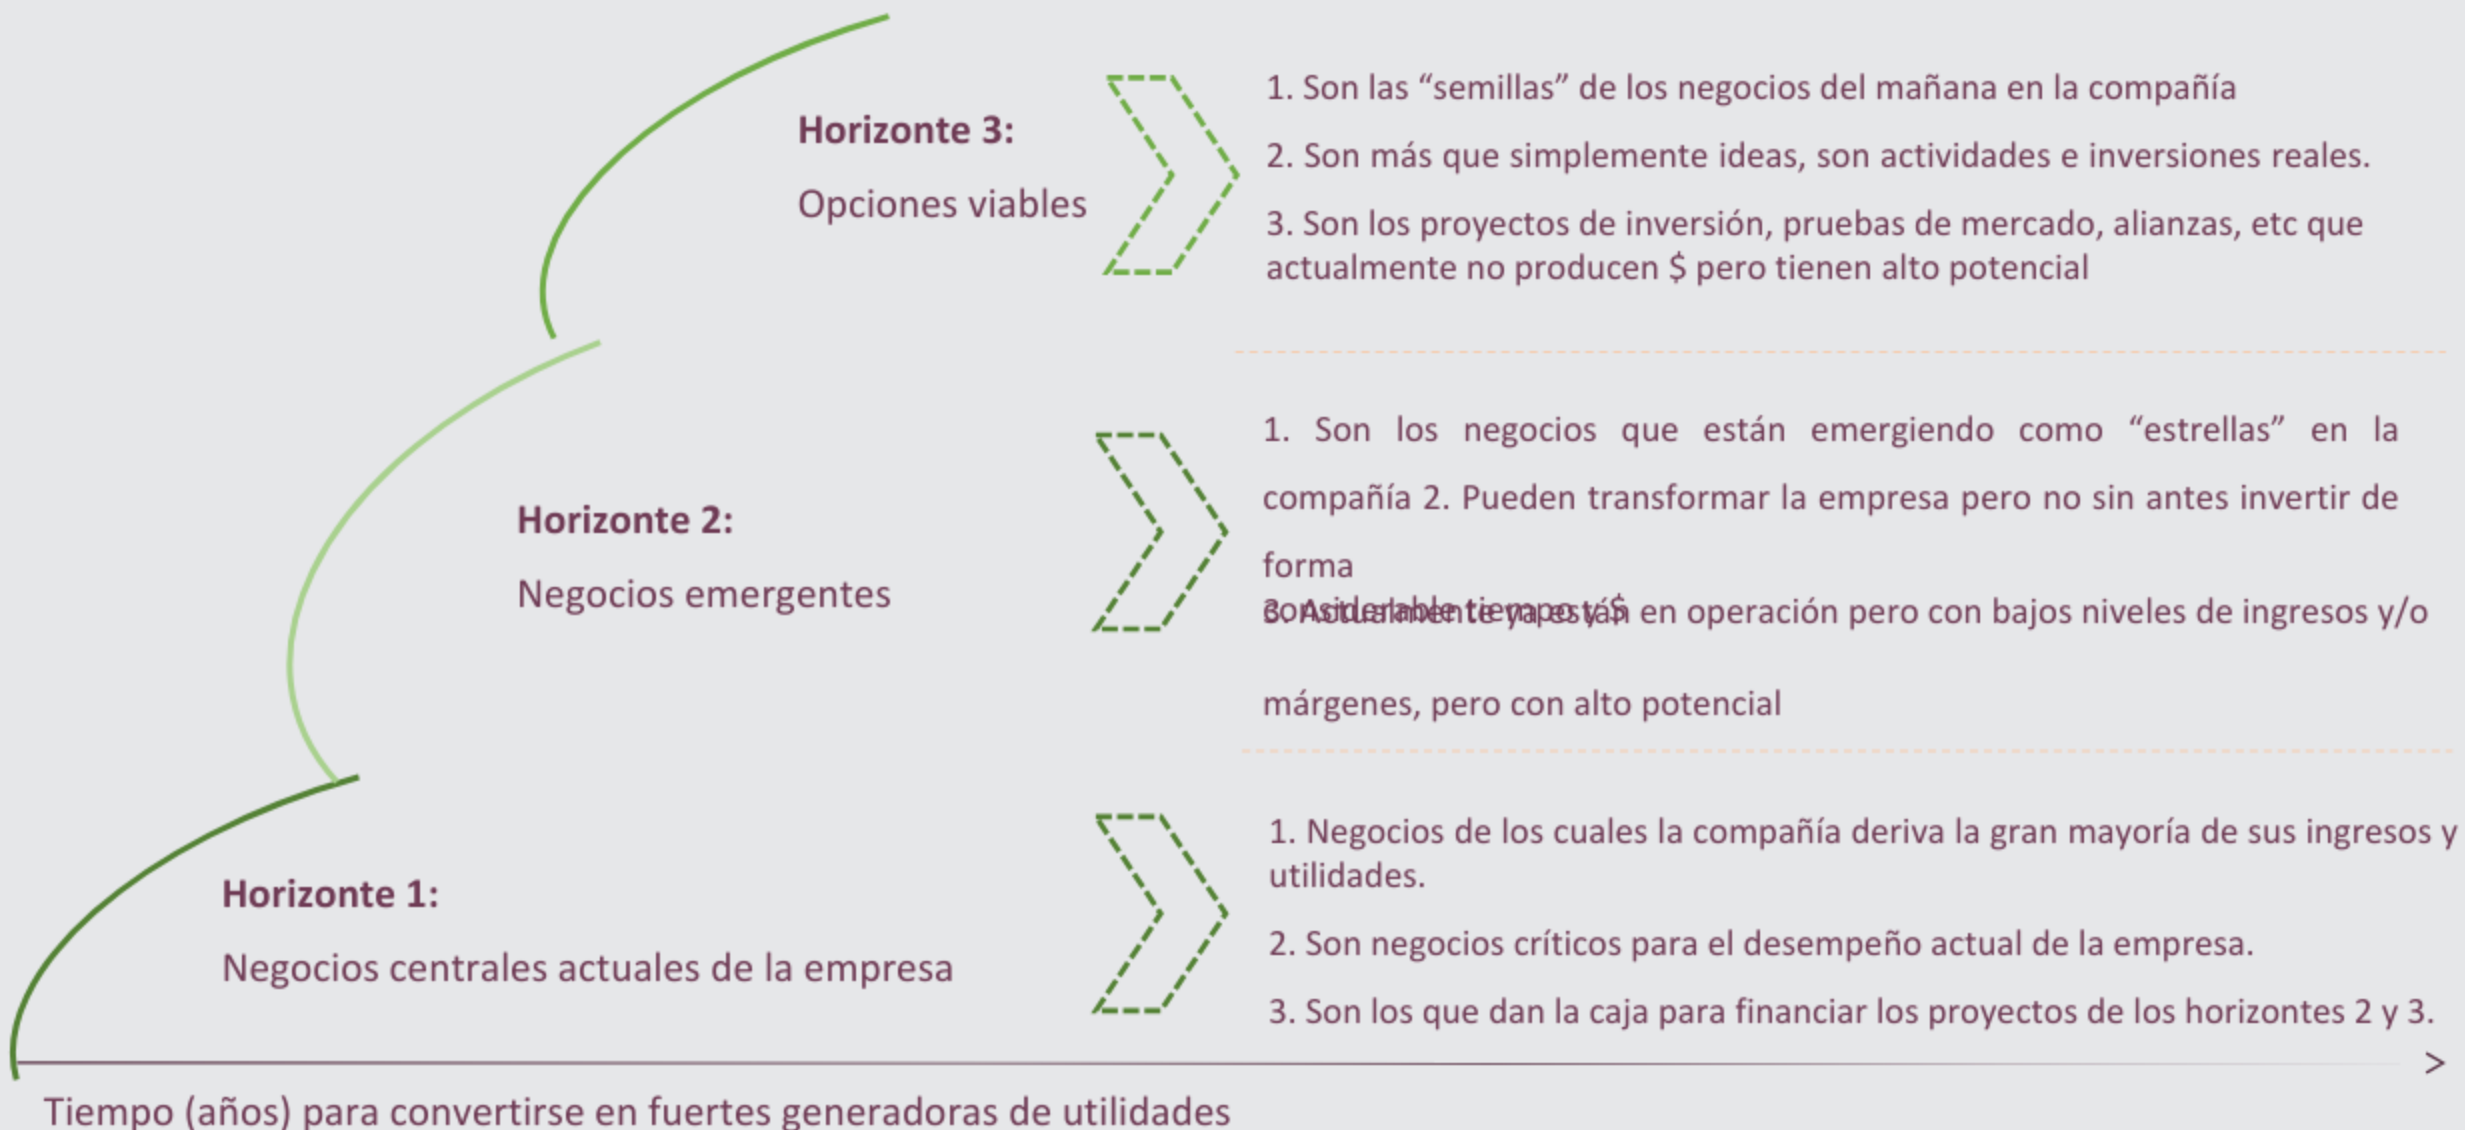 Horizonte 3:
Opciones viables
1. Son las “semillas” de los negocios del mañana en la compañía
2. Son más que simplemente ideas, son actividades e inversiones reales.
3. Son los proyectos de inversión, pruebas de mercado, alianzas, etc que
actualmente no producen $ pero tienen alto potencial
Horizonte 2:
Negocios emergentes
1. Son los negocios que están emergiendo como “estrellas” en la
compañía 2. Pueden transformar la empresa pero no sin antes invertir de
forma
considerable tiempo y $
3. Actualmente ya están en operación pero con bajos niveles de ingresos y/o
márgenes, pero con alto potencial
Horizonte 1:
Negocios centrales actuales de la empresa
1. Negocios de los cuales la compañía deriva la gran mayoría de sus ingresos y
utilidades.
2. Son negocios críticos para el desempeño actual de la empresa.
3. Son los que dan la caja para financiar los proyectos de los horizontes 2 y 3.
Tiempo (años) para convertirse en fuertes generadoras de utilidades